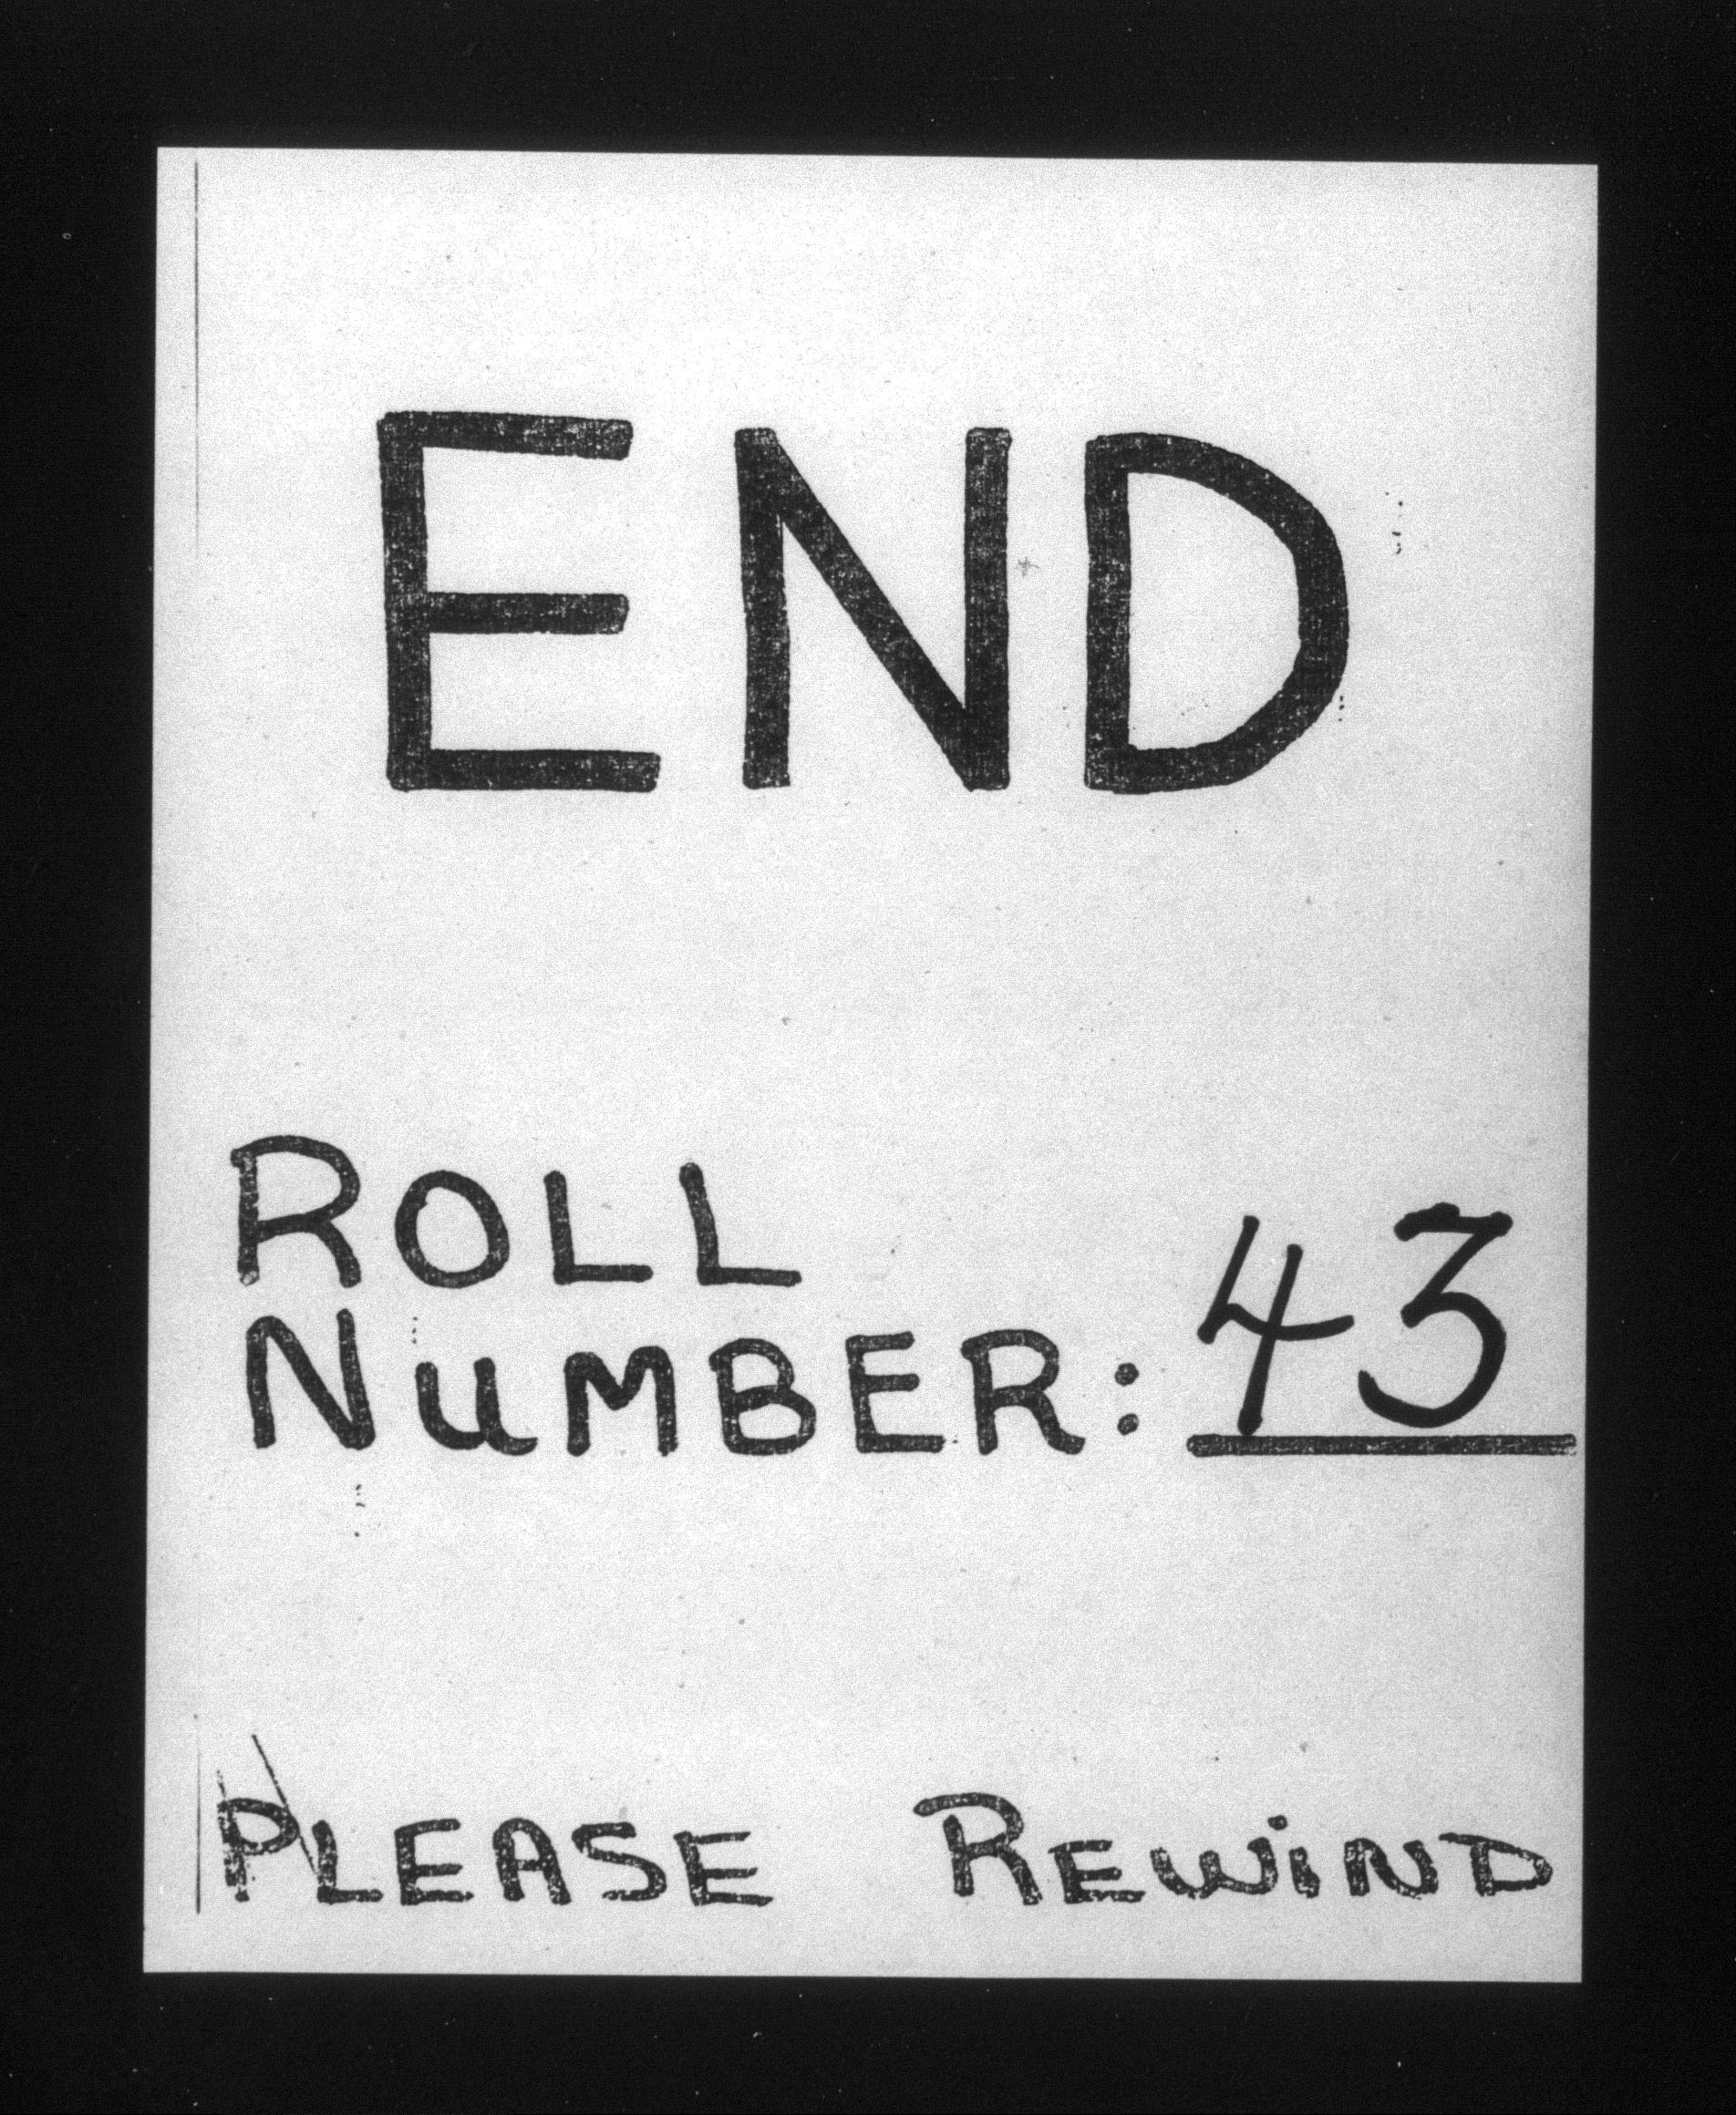 END
ROLL
NUMBER: 43
PLEASE REWIND